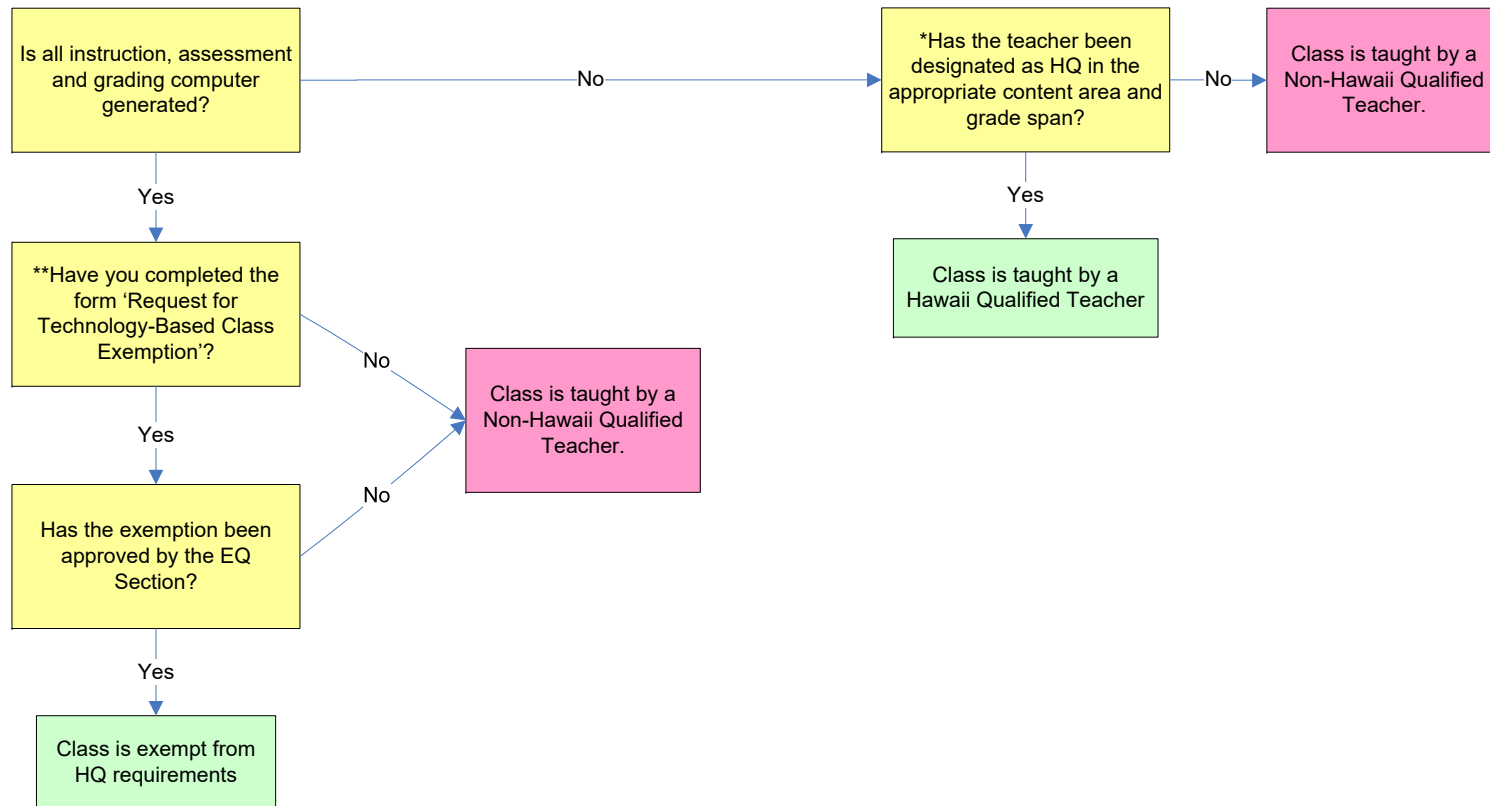 Is all instruction, assessment
and grading computer
generated?
No
*Has the teacher been
designated as HQ in the
appropriate content area and
grade span?
No
Class is taught by a
Non-Hawaii Qualified
Teacher.
Yes
Yes
**Have you completed the
form ‘Request for
Technology-Based Class
Exemption’?
Class is taught by a
Hawaii Qualified Teacher
No
Class is taught by a
Non-Hawaii Qualified
Teacher.
Yes
No
Has the exemption been
approved by the EQ
Section?
Yes
Class is exempt from
HQ requirements